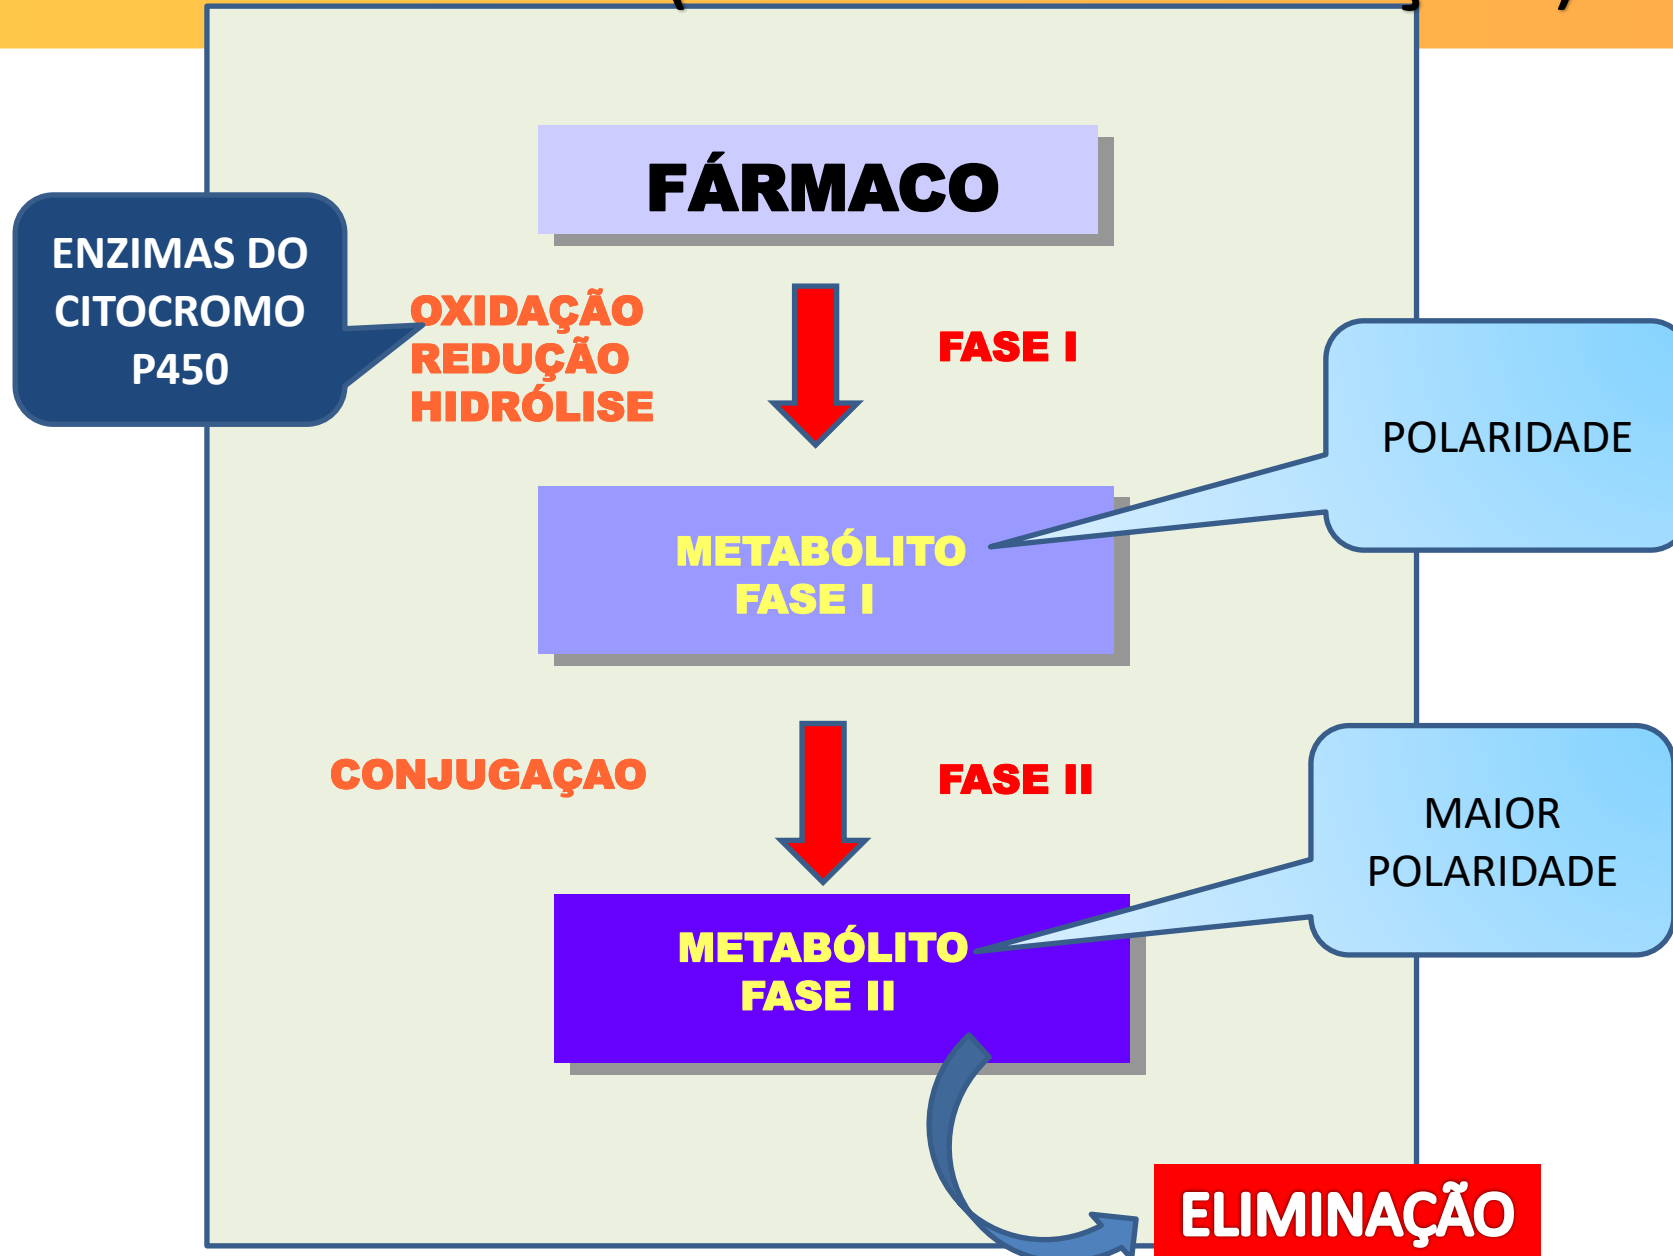 FÁRMACO
ENZIMAS DO
CITOCROMO
P450
OXIDAÇÃO
REDUÇÃO
HIDRÓLISE
FASE I
POLARIDADE
METABÓLITO
FASE I
CONJUGAÇAO
FASE II
MAIOR
POLARIDADE
METABÓLITO
FASE II
ELIMINAÇÃO